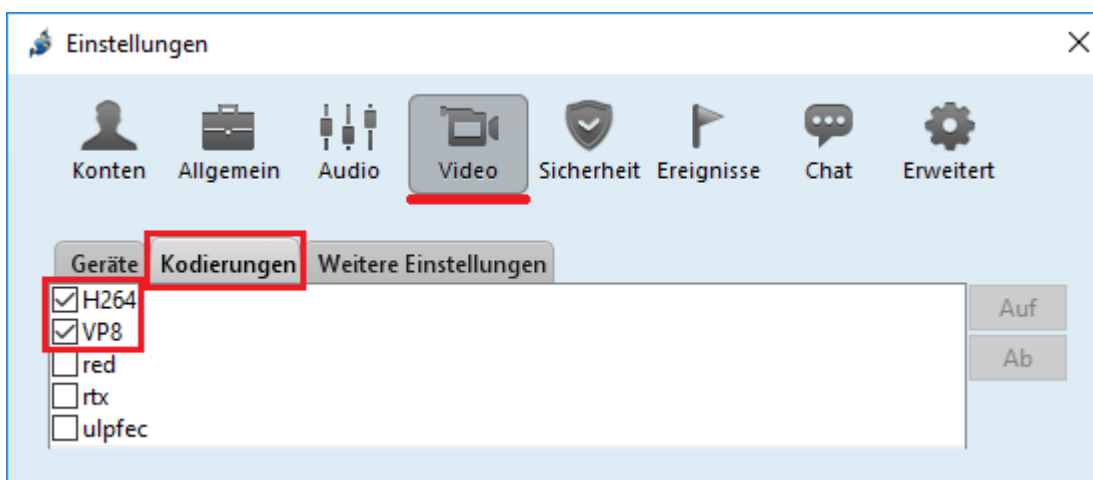 Einstellungen
Konten Allgemein Audio Video Sicherheit Ereignisse Chat Erweitert
Geräte Kodierungen Weitere Einstellungen
H264 Auf
VP8
red Ab
rtx
ulpfec